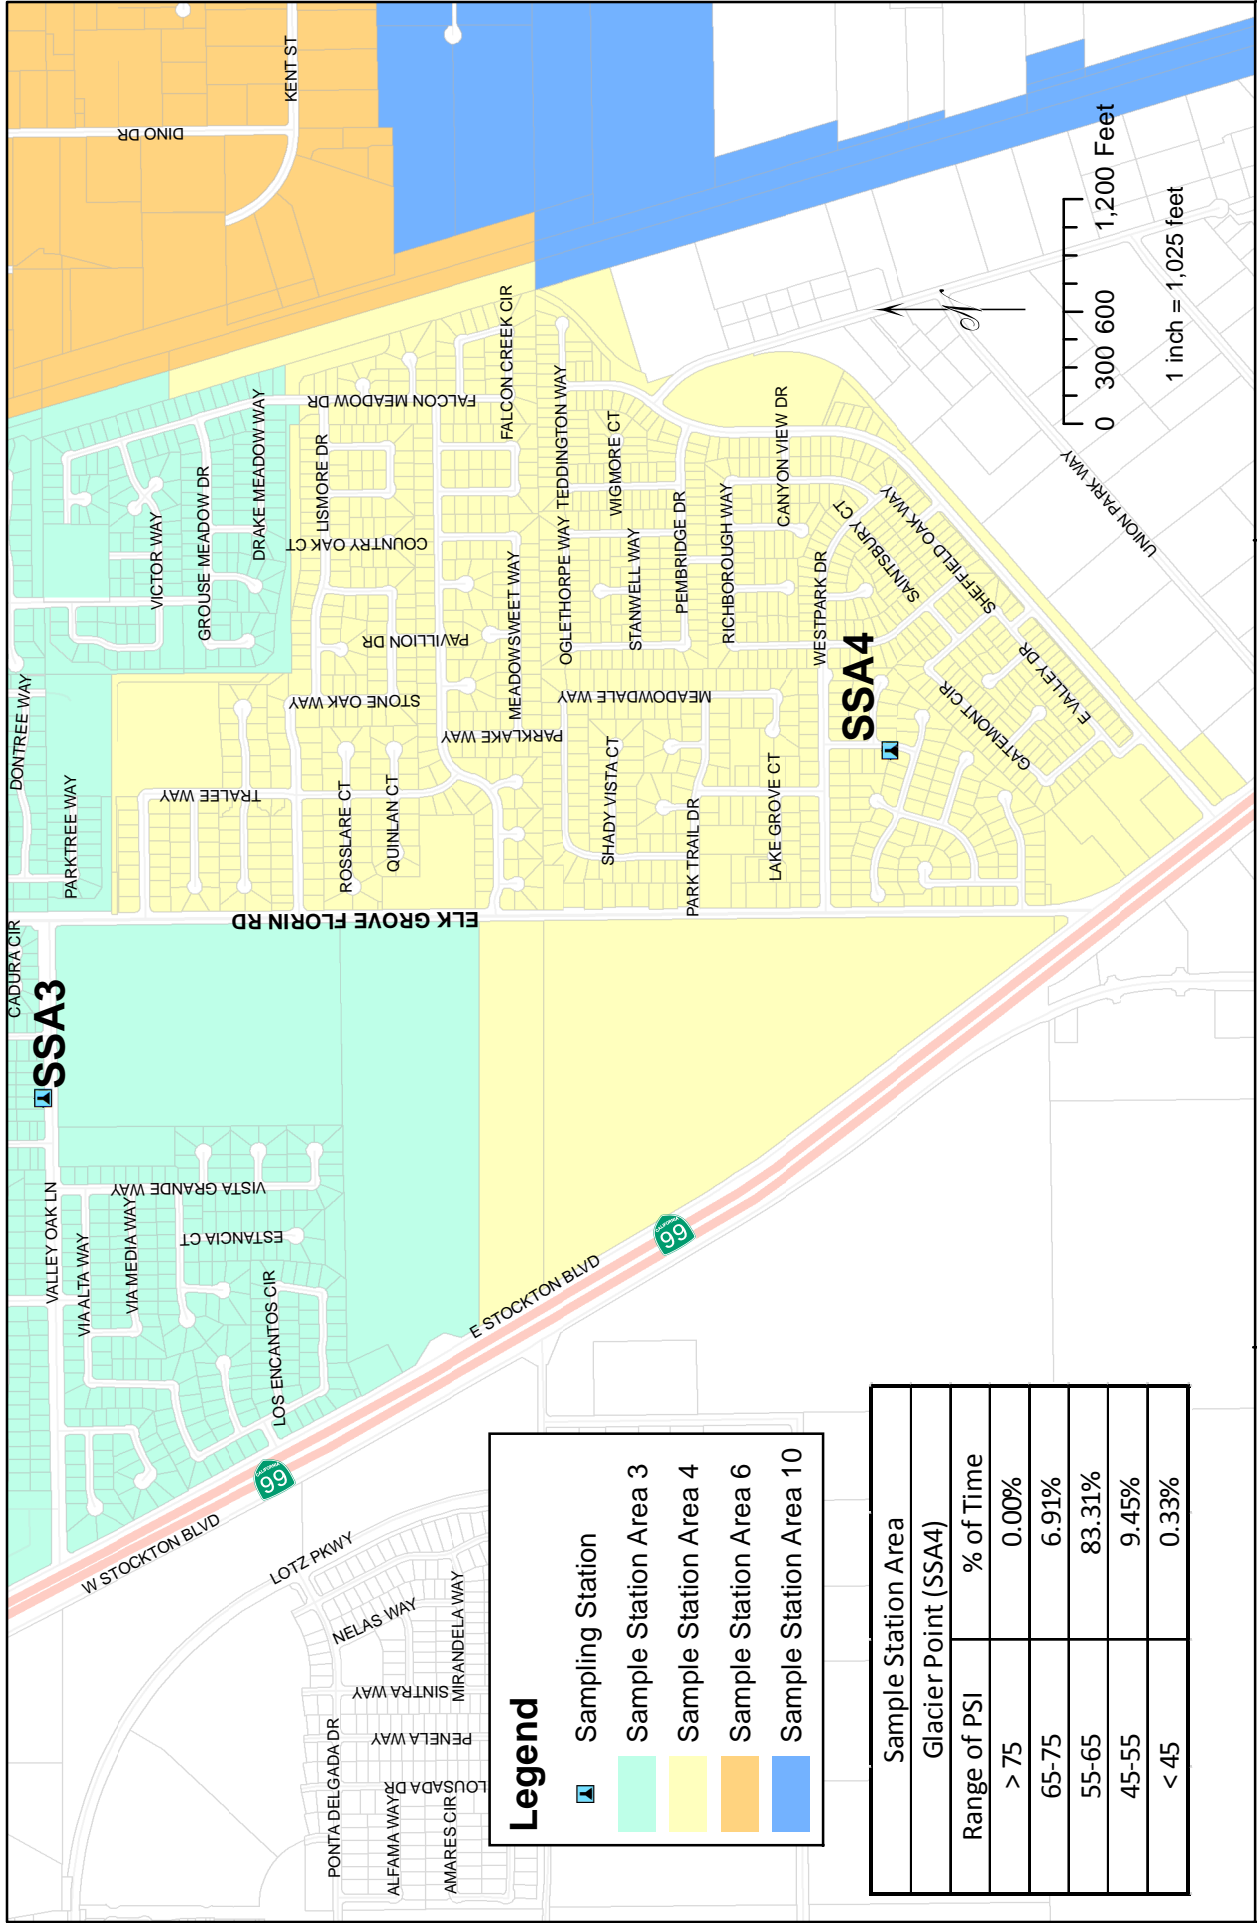 CADURA CIR
SSA3
VALLEY OAK LN
VIA ALTA WAY
VIA MEDIA WAY
VISTA GRANDE WAY
ESTANCIA CT
LOS ENCANTOS CIR
DONTREE WAY
PARKTREE WAY
VICTOR WAY
GROUSE MEADOW DR
DRAKE MEADOW WAY
DINO DR
KENT ST
ELK GROVE FLORIN RD
TRALEE WAY
ROSSLARE CT
QUINLAN CT
STONE OAK WAY
LISMORE DR
COUNTRY OAK CT
PAVILLION DR
FALCON MEADOW DR
FALCON CREEK CIR
MEADOWSWEET WAY
PARKLAKE WAY
OGLETHORPE WAY
TEDDINGTON WAY
WIGMORE CT
STANWELL WAY
PEMBRIDGE DR
MEADOWDALE WAY
SHADY VISTA CT
PARK TRAIL DR
LAKE GROVE CT
RICHBOROUGH WAY
CANYON VIEW DR
WESTPARK DR
SAINTSBURY CT
SHEFFIELD OAK WAY
SSA4
GATEMONT CIR
E VALLEY DR
UNION PARK WAY
E STOCKTON BLVD
CALIFORNIA
99
CALIFORNIA
99
W STOCKTON BLVD
LOTZ PKWY
NELAS WAY
MIRANDELA WAY
SINTRA WAY
PENELA WAY
LOUSADA DR
PONTA DELGADA DR
ALFAMA WAY
AMARES CIR
0 300 600 1,200 Feet
1 inch = 1,025 feet
Legend
Sampling Station
Sample Station Area 3
Sample Station Area 4
Sample Station Area 6
Sample Station Area 10
Sample Station Area
Glacier Point (SSA4)
Range of PSI % of Time
> 75 0.00%
65-75 6.91%
55-65 83.31%
45-55 9.45%
< 45 0.33%